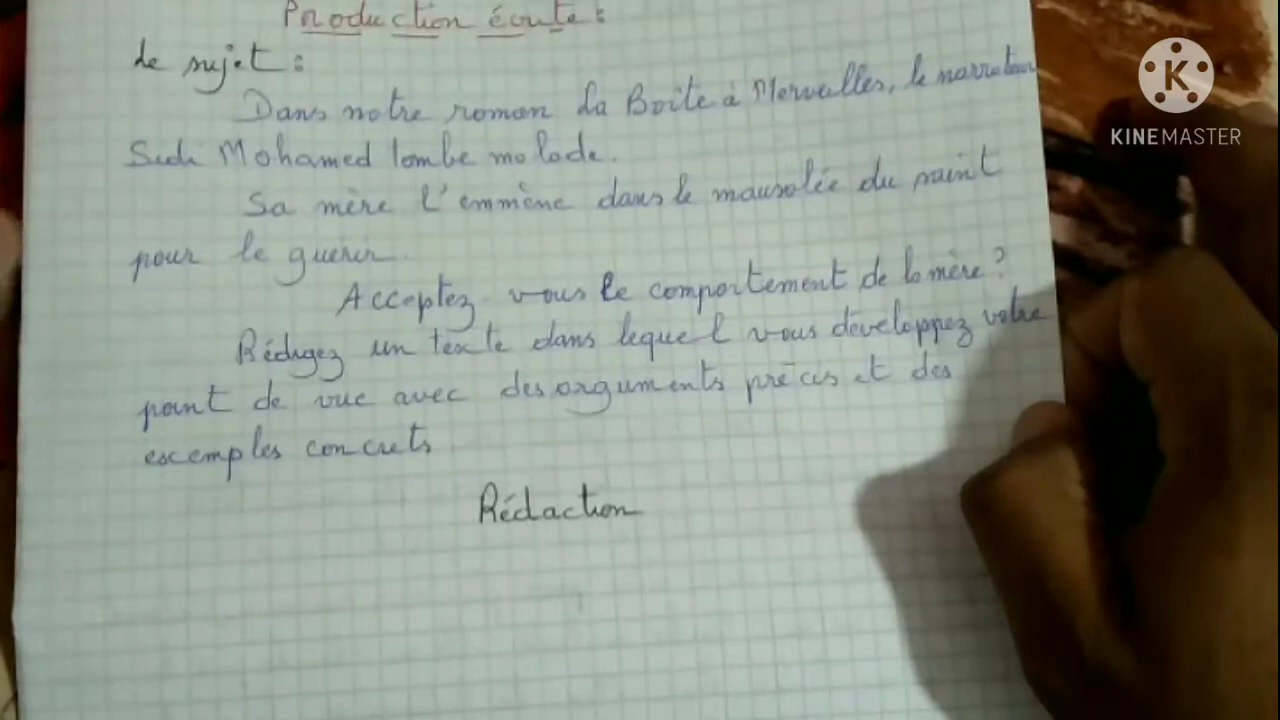 Production écrite :
Le sujet :
Dans notre roman La Boîte à Merveilles, le narrateur
Sidi Mohamed tombe malade.
Sa mère l'emmène dans le mausolée du saint
pour le guérir.
Acceptez vous le comportement de la mère ?
Rédigez un texte dans lequel vous développez votre
point de vue avec des arguments précis et des
exemples concrets
Rédaction
K
KINEMASTER